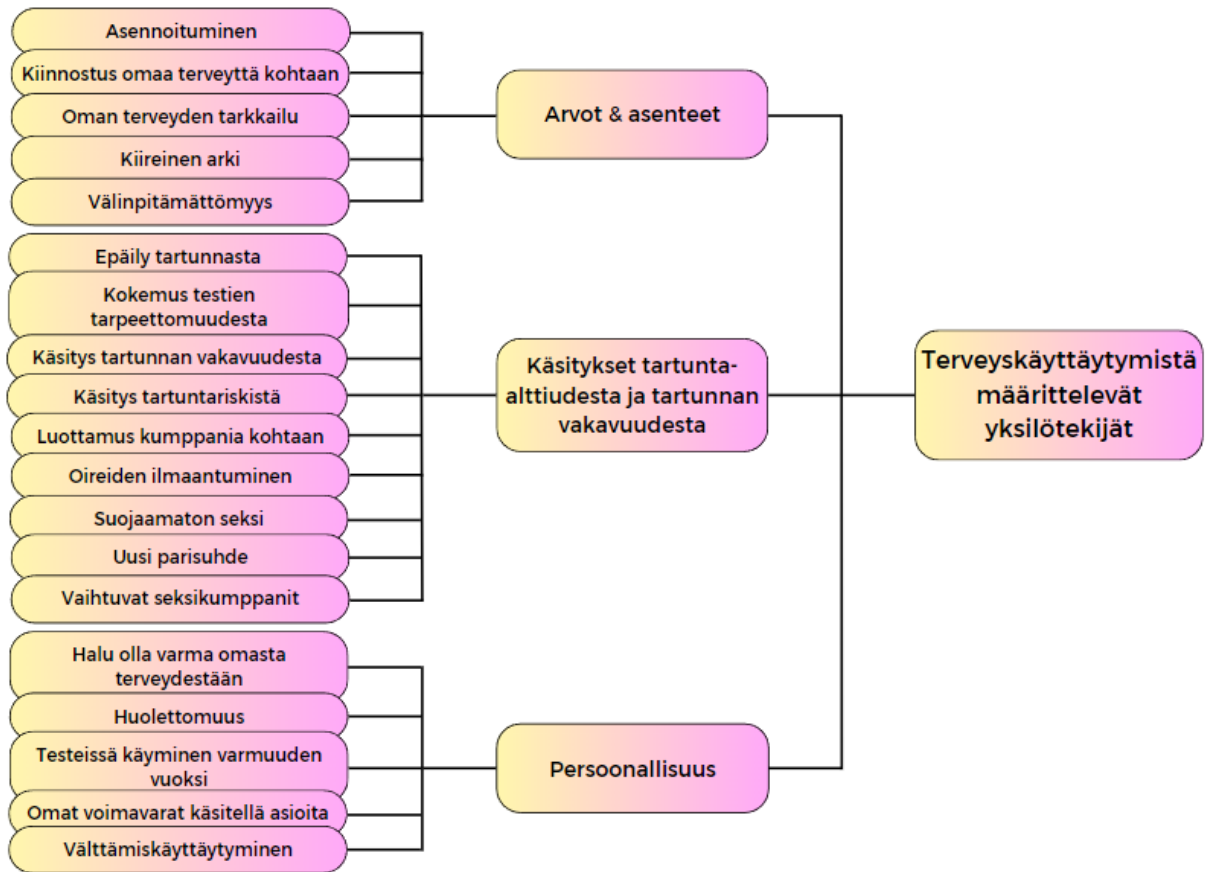 Asennoituminen
Kiinnostus omaa terveyttä kohtaan
Oman terveyden tarkkailu
Kiireinen arki
Välinpitämättömyys
Arvot & asenteet
Epäily tartunnasta
Kokemus testien
tarpeettomuudesta
Käsitys tartunnan vakavuudesta
Käsitys tartuntariskistä
Luottamus kumppania kohtaan
Oireiden ilmaantuminen
Suojaamaton seksi
Uusi parisuhde
Vaihtuvat seksikumppanit
Käsitykset tartunta-
alttiudesta ja tartunnan
vakavuudesta
Halu olla varma omasta
terveydestään
Huolettomuus
Testeissä käyminen varmuuden
vuoksi
Omat voimavarat käsitellä asioita
Välttämiskäyttäytyminen
Persoonallisuus
Terveyskäyttäytymistä
määrittelevät
yksilötekijät